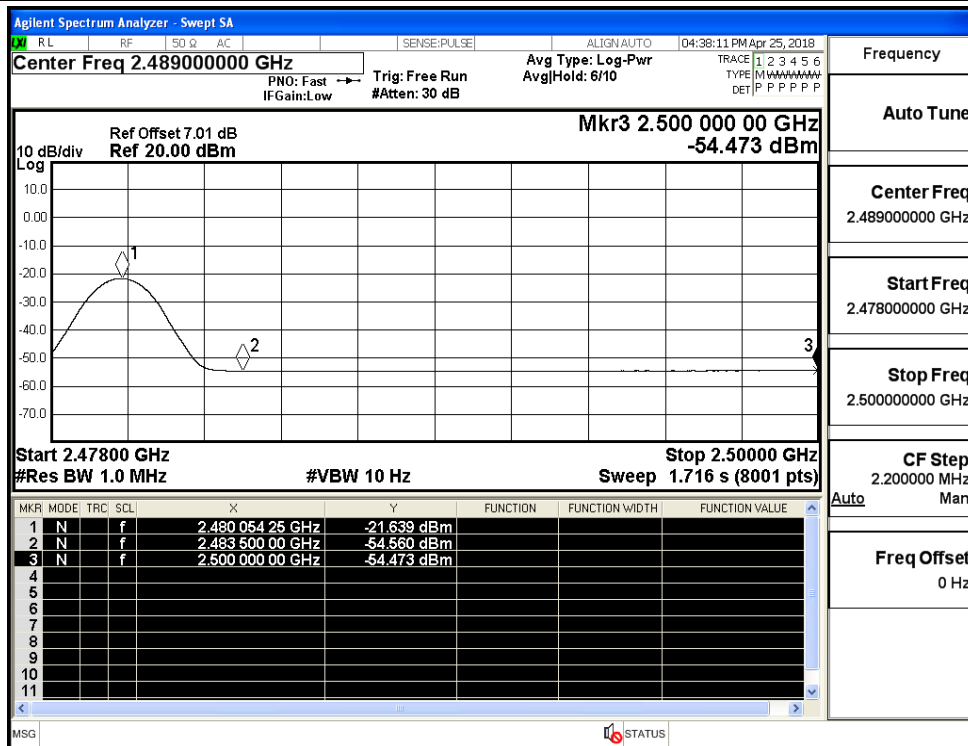 Agilent Spectrum Analyzer - Swept SA
LXI RL RF 50 Ω AC SENSE:PULSE ALIGN AUTO 04:38:11 PM Apr 25, 2018
Center Freq 2.489000000 GHz
PNO: Fast
IFGain:Low
Trig: Free Run
#Atten: 30 dB
Avg Type: Log-Pwr
Avg|Hold: 6/10
TRACE 1 2 3 4 5 6
TYPE M W W W W W
DET P P P P P P
Mkr3 2.500 000 00 GHz
-54.473 dBm
Ref Offset 7.01 dB
10 dB/div Ref 20.00 dBm
Log
10.0
0.00
-10.0
-20.0
-30.0
-40.0
-50.0
-60.0
-70.0
1
2
3
Start 2.47800 GHz Stop 2.50000 GHz
#Res BW 1.0 MHz #VBW 10 Hz Sweep 1.716 s (8001 pts)
MKR MODE TRC SCL X Y FUNCTION FUNCTION WIDTH FUNCTION VALUE
1 N f 2.480 054 25 GHz -21.639 dBm
2 N f 2.483 500 00 GHz -54.560 dBm
3 N f 2.500 000 00 GHz -54.473 dBm
4
5
6
7
8
9
10
11
MSG STATUS
Frequency
Auto Tune
Center Freq
2.489000000 GHz
Start Freq
2.478000000 GHz
Stop Freq
2.500000000 GHz
CF Step
2.200000 MHz
Auto Man
Freq Offset
0 Hz